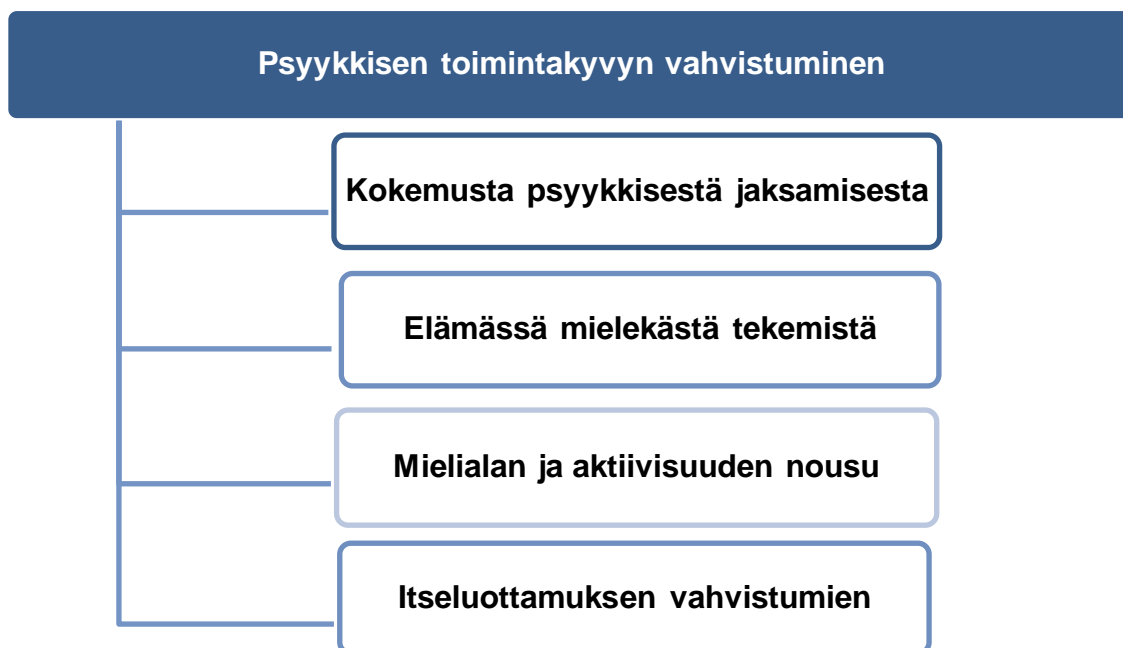 Psyykkisen toimintakyvyn vahvistuminen
Kokemusta psyykkisestä jaksamisesta
Elämässä mielekästä tekemistä
Mielialan ja aktiivisuuden nousu
Itseluottamuksen vahvistumien